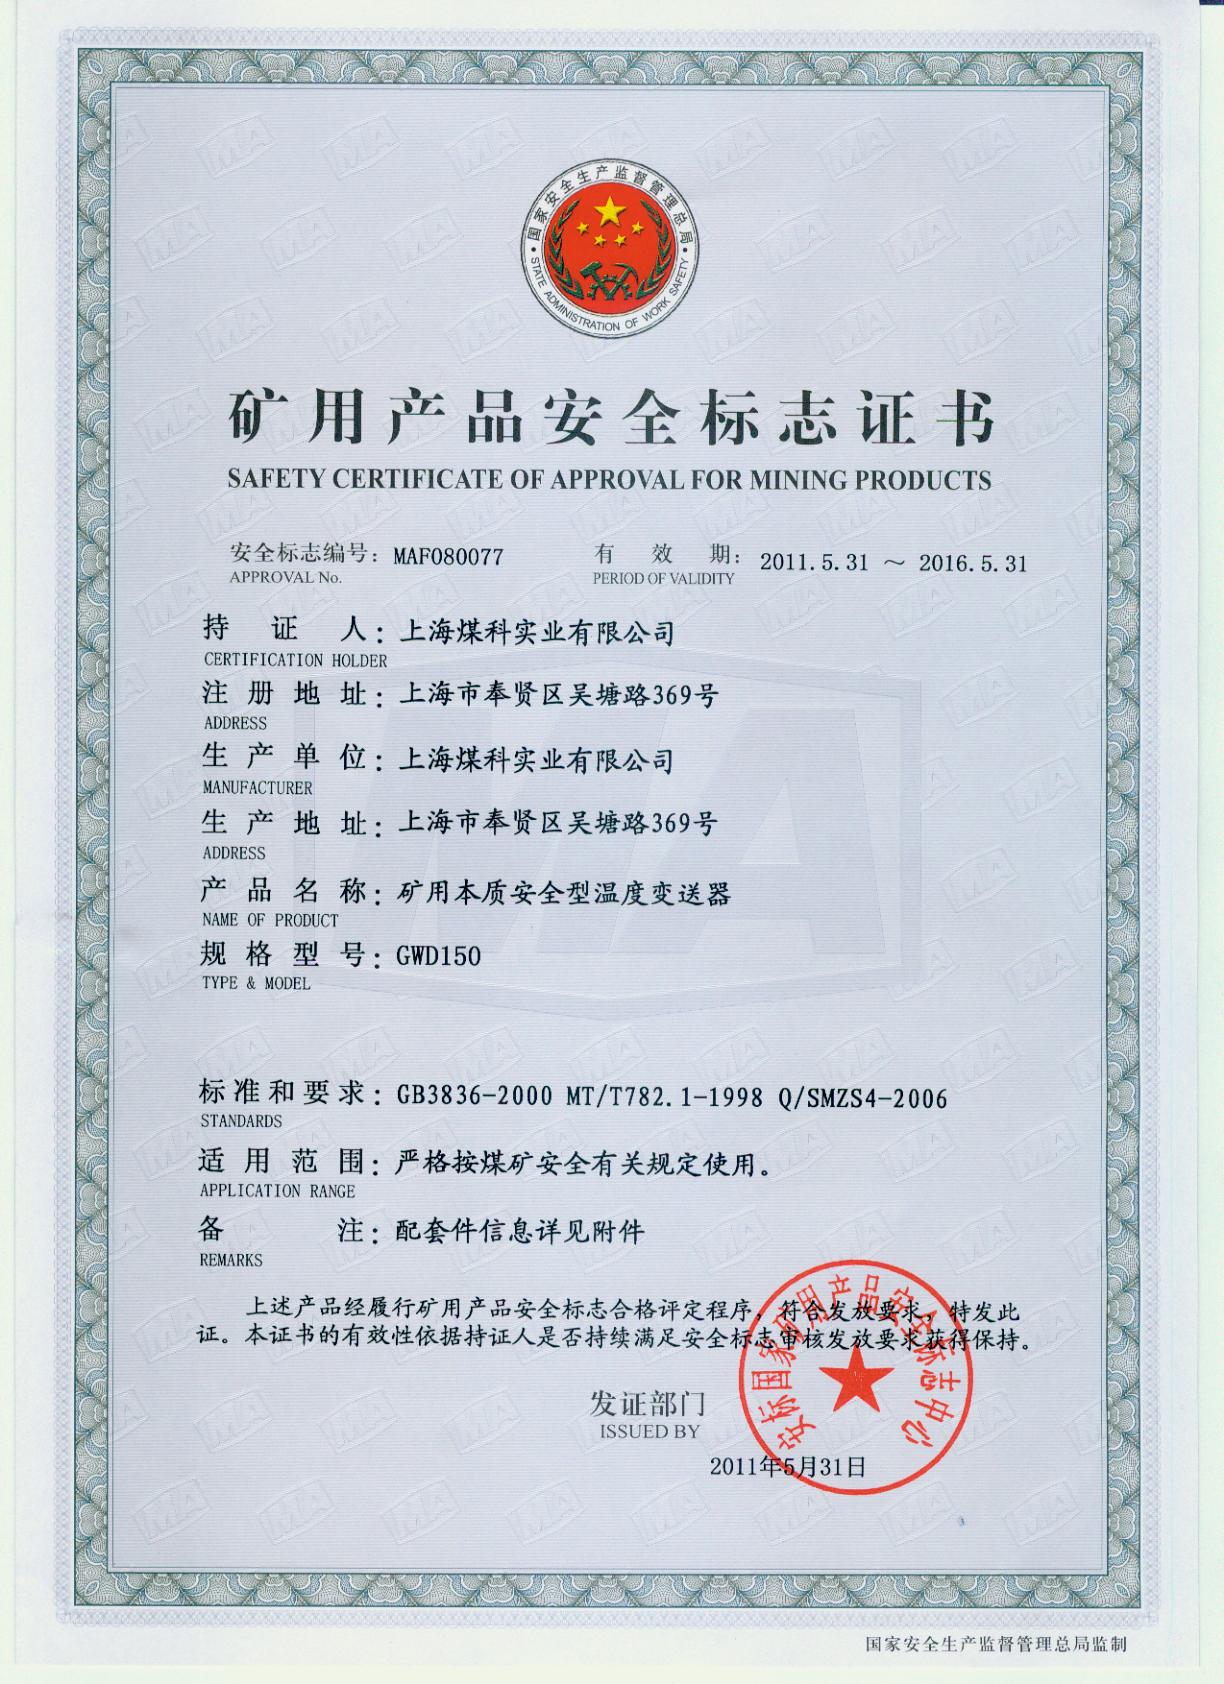 国家安全生产监督管理总局
STATE ADMINISTRATION OF WORK SAFETY
矿用产品安全标志证书
SAFETY CERTIFICATE OF APPROVAL FOR MINING PRODUCTS
安全标志编号: MAF080077 有效期: 2011.5.31 ～ 2016.5.31
APPROVAL No. PERIOD OF VALIDITY
持证人: 上海煤科实业有限公司
CERTIFICATION HOLDER
注册地址: 上海市奉贤区吴塘路369号
ADDRESS
生产单位: 上海煤科实业有限公司
MANUFACTURER
生产地址: 上海市奉贤区吴塘路369号
ADDRESS
产品名称: 矿用本质安全型温度变送器
NAME OF PRODUCT
规格型号: GWD150
TYPE & MODEL
标准和要求: GB3836-2000 MT/T782.1-1998 Q/SMZS4-2006
STANDARDS
适用范围: 严格按煤矿安全有关规定使用。
APPLICATION RANGE
备注: 配套件信息详见附件
REMARKS
上述产品经履行矿用产品安全标志合格评定程序，符合发放要求，特发此
证。本证书的有效性依据持证人是否持续满足安全标志审核发放要求获得保持。
安标国家矿用产品安全标志中心
发证部门
ISSUED BY
2011年5月31日
国家安全生产监督管理总局监制
MA